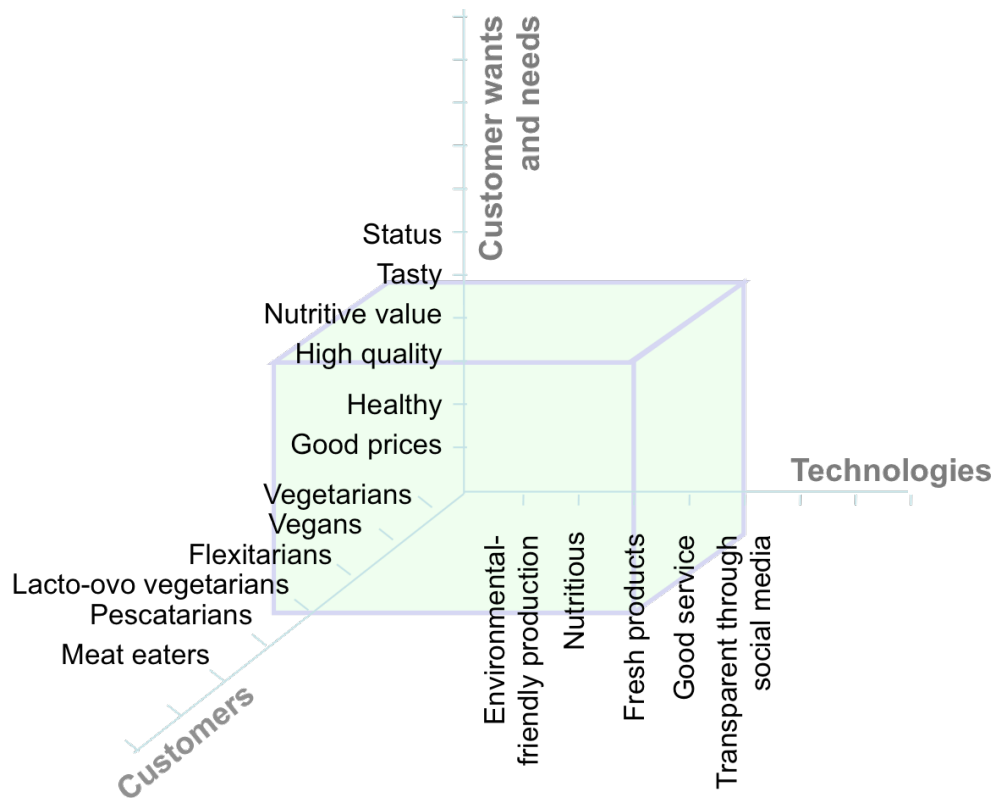 Customer wants
and needs
Status
Tasty
Nutritive value
High quality
Healthy
Good prices
Technologies
Vegetarians
Vegans
Flexitarians
Lacto-ovo vegetarians
Pescatarians
Meat eaters
Customers
Environmental-
friendly production
Nutritious
Fresh products
Good service
Transparent through
social media